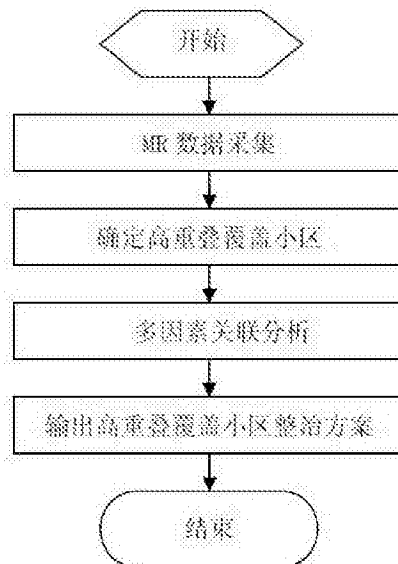 开始
MR 数据采集
确定高重叠覆盖小区
多因素关联分析
输出高重叠覆盖小区整治方案
结束